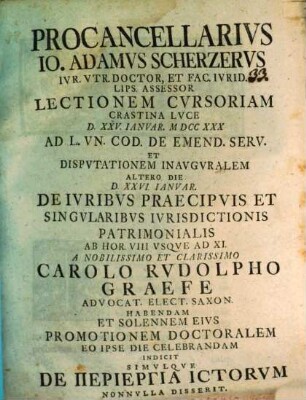 PROCANCELLARIVS
IO. ADAMVS SCHERZERVS
IVR. VTR. DOCTOR, ET FAC. IVRID. 33.
LIPS. ASSESSOR
LECTIONEM CVRSORIAM
CRASTINA LVCE
D. XXV. IANVAR. M DCC XXX
AD L. VN. COD. DE EMEND. SERV.
ET
DISPVTATIONEM INAVGVRALEM
ALTERO DIE
D. XXVI. IANVAR.
DE IVRIBVS PRAECIPVIS ET
SINGVLARIBVS IVRISDICTIONIS
PATRIMONIALIS
AB HOR. VIII VSQVE AD XI.
A NOBILISSIMO ET CLARISSIMO
CAROLO RVDOLPHO
GRAEFE
ADVOCAT. ELECT. SAXON.
HABENDAM
ET SOLENNEM EIVS
PROMOTIONEM DOCTORALEM
EO IPSE DIE CELEBRANDAM
INDICIT
SIMVLQVE
DE ΠΕΡΙΕΡΓΙΑ ICTORVM
NONNVLLA DISSERIT.